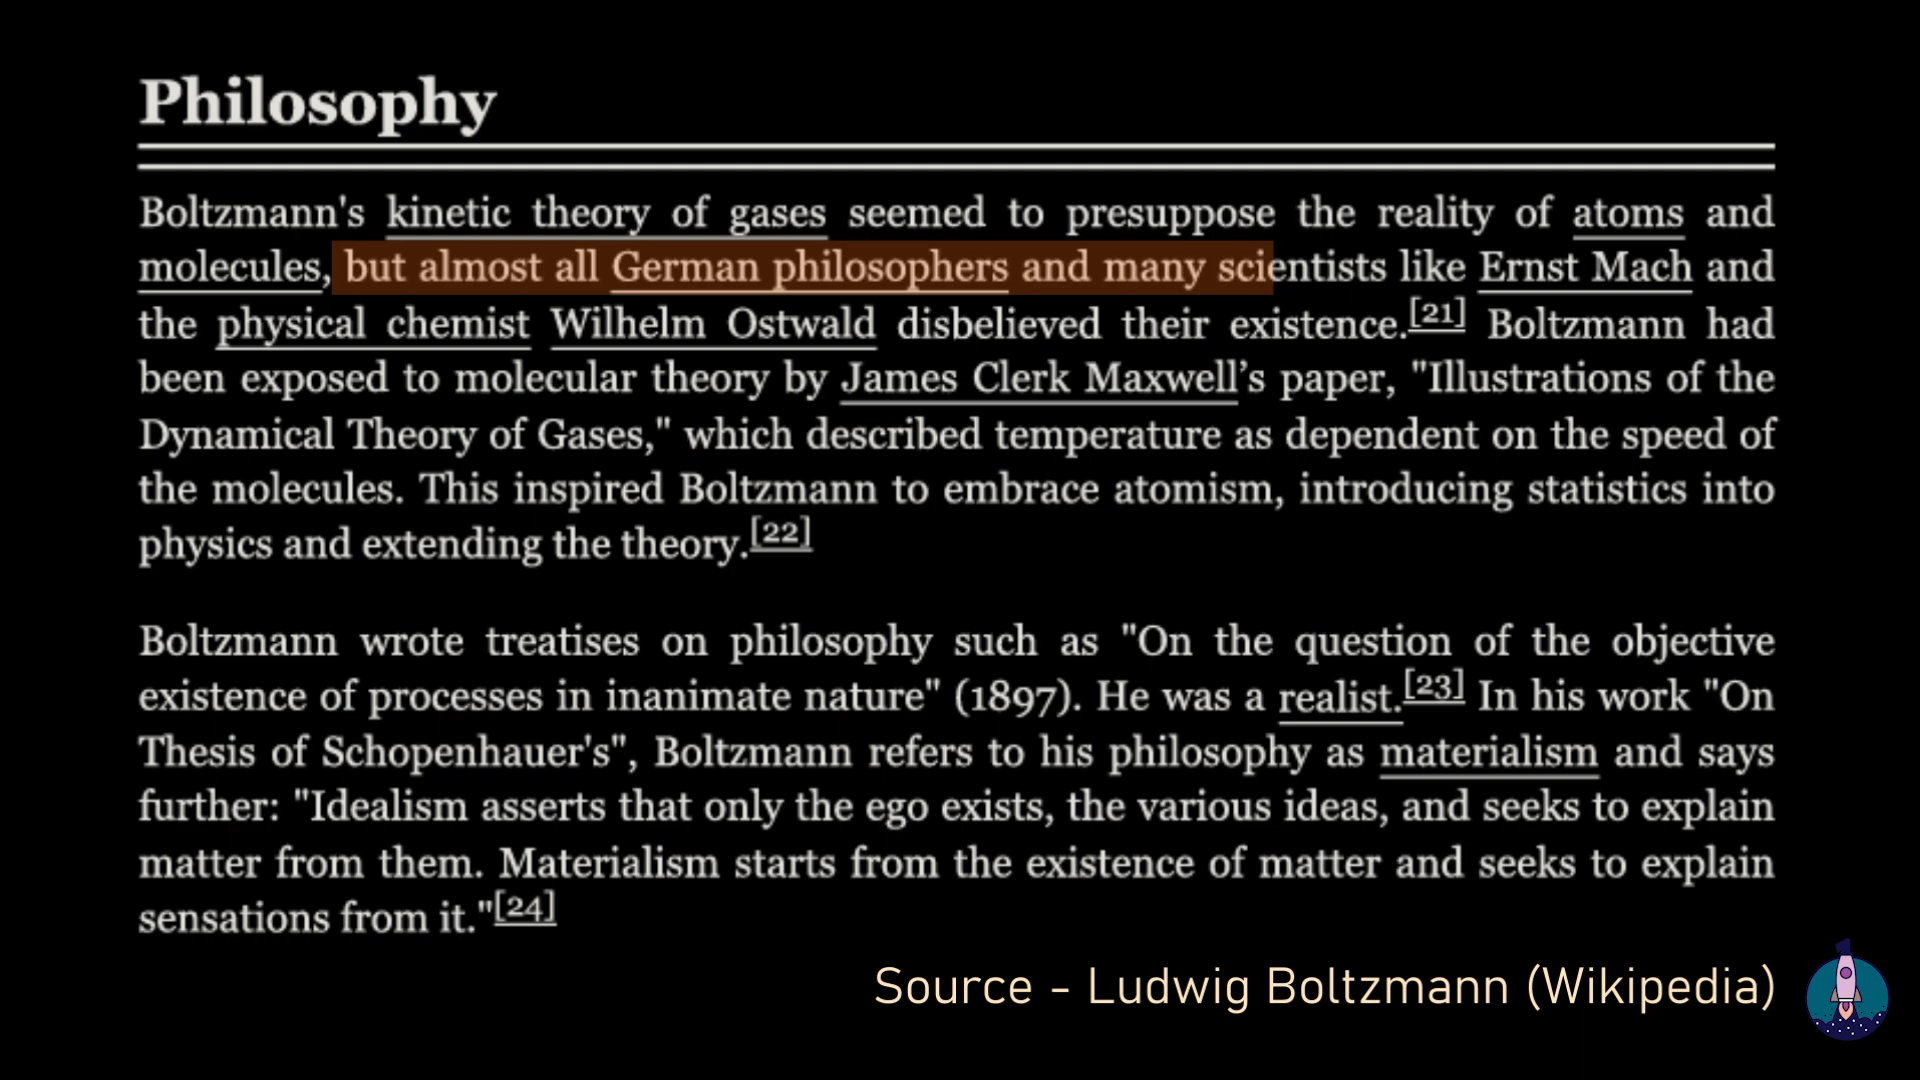 Philosophy
Boltzmann's kinetic theory of gases seemed to presuppose the reality of atoms and
molecules, but almost all German philosophers and many scientists like Ernst Mach and
the physical chemist Wilhelm Ostwald disbelieved their existence.[21] Boltzmann had
been exposed to molecular theory by James Clerk Maxwell’s paper, "Illustrations of the
Dynamical Theory of Gases," which described temperature as dependent on the speed of
the molecules. This inspired Boltzmann to embrace atomism, introducing statistics into
physics and extending the theory.[22]
Boltzmann wrote treatises on philosophy such as "On the question of the objective
existence of processes in inanimate nature" (1897). He was a realist.[23] In his work "On
Thesis of Schopenhauer's", Boltzmann refers to his philosophy as materialism and says
further: "Idealism asserts that only the ego exists, the various ideas, and seeks to explain
matter from them. Materialism starts from the existence of matter and seeks to explain
sensations from it."[24]
Source - Ludwig Boltzmann (Wikipedia)